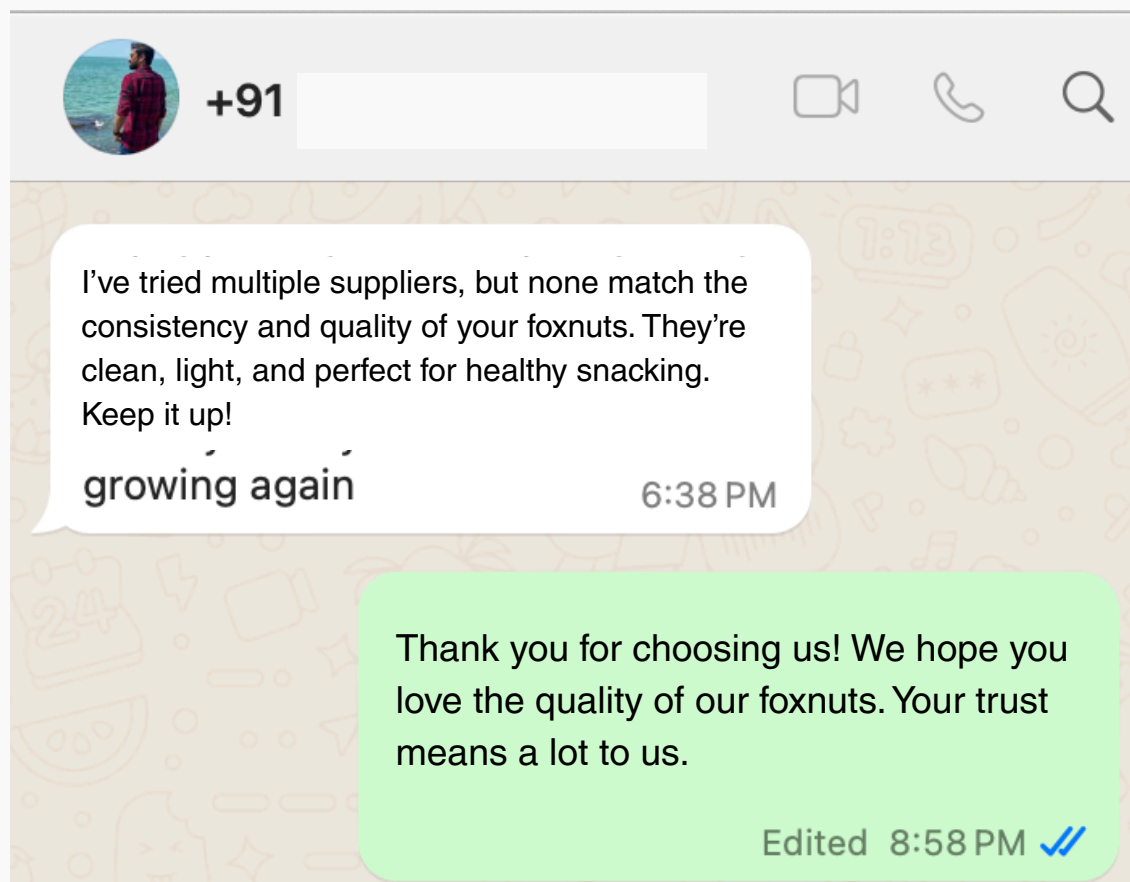 +91
I’ve tried multiple suppliers, but none match the
consistency and quality of your foxnuts. They’re
clean, light, and perfect for healthy snacking.
Keep it up!
growing again
6:38 PM
Thank you for choosing us! We hope you
love the quality of our foxnuts. Your trust
means a lot to us.
Edited 8:58 PM